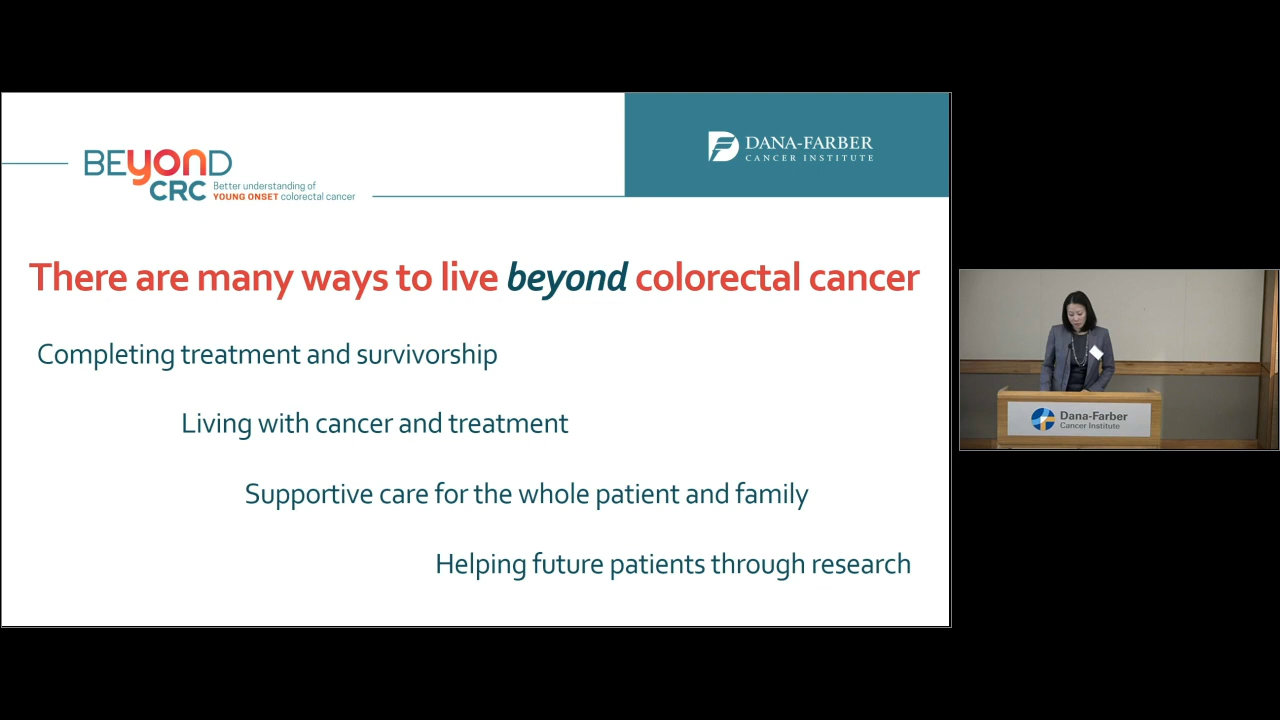 BEYOND
CRC
Better understanding of
YOUNG ONSET colorectal cancer
DANA-FARBER
CANCER INSTITUTE
There are many ways to live beyond colorectal cancer
Completing treatment and survivorship
Living with cancer and treatment
Supportive care for the whole patient and family
Helping future patients through research
Dana-Farber
Cancer Institute